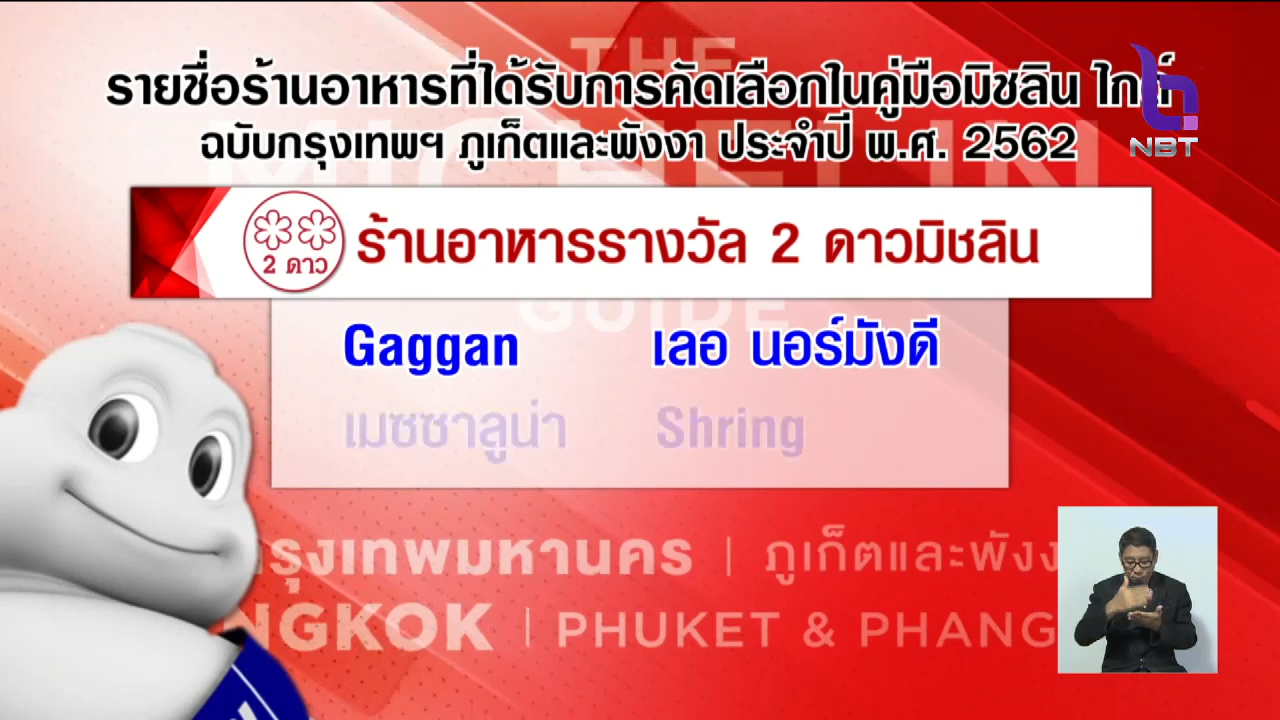 THE
รายชื่อร้านอาหารที่ได้รับการคัดเลือกในคู่มือมิชลิน ไกด์
ฉบับกรุงเทพฯ ภูเก็ตและพังงา ประจำปี พ.ศ. 2562
NBT
MICHELIN
2 ดาว
ร้านอาหารรางวัล 2 ดาวมิชลิน
GUIDE
Gaggan เลอ นอร์มังดี
เมซซาลูน่า Shring
กรุงเทพมหานคร | ภูเก็ตและพังง
NGKOK | PHUKET & PHANG